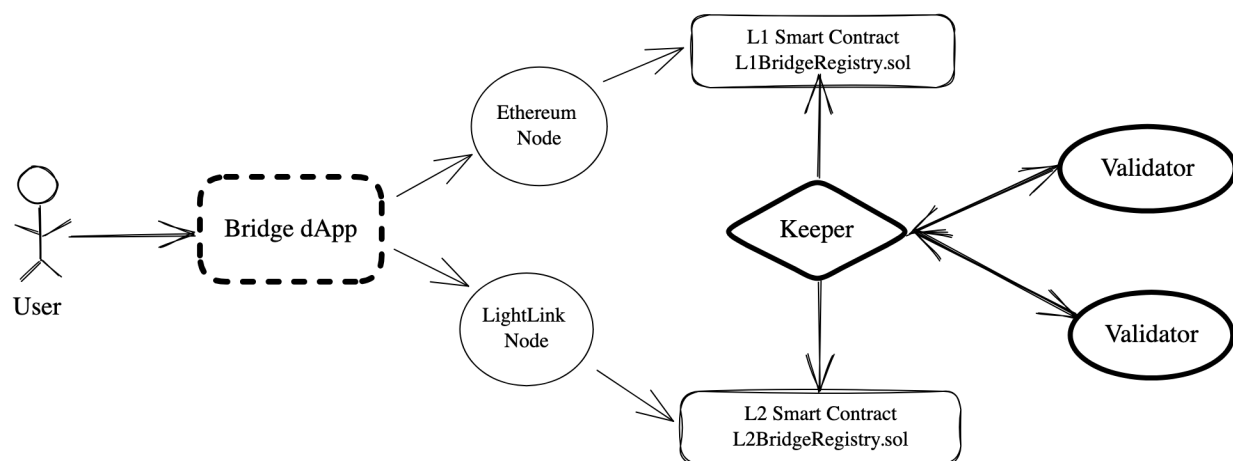 L1 Smart Contract
L1BridgeRegistry.sol
Ethereum
Node
Validator
Bridge dApp
Keeper
User
LightLink
Node
Validator
L2 Smart Contract
L2BridgeRegistry.sol